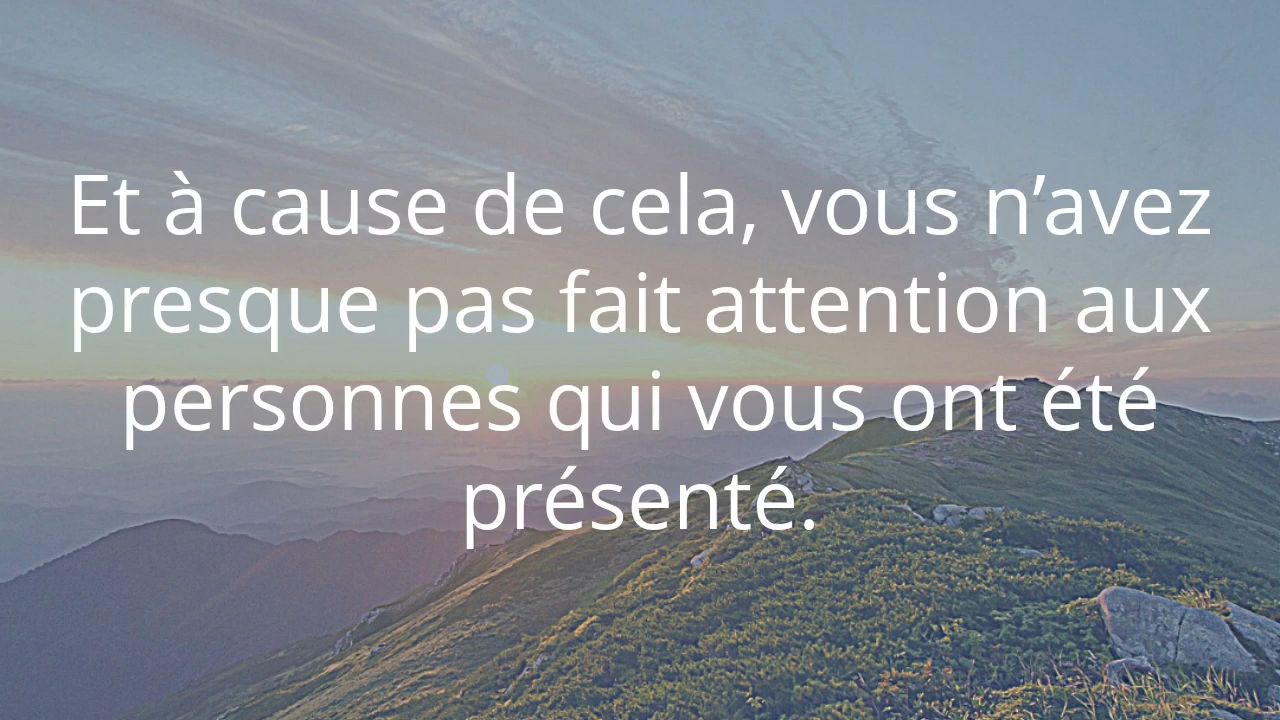 Et à cause de cela, vous n’avez
presque pas fait attention aux
personnes qui vous ont été
présenté.